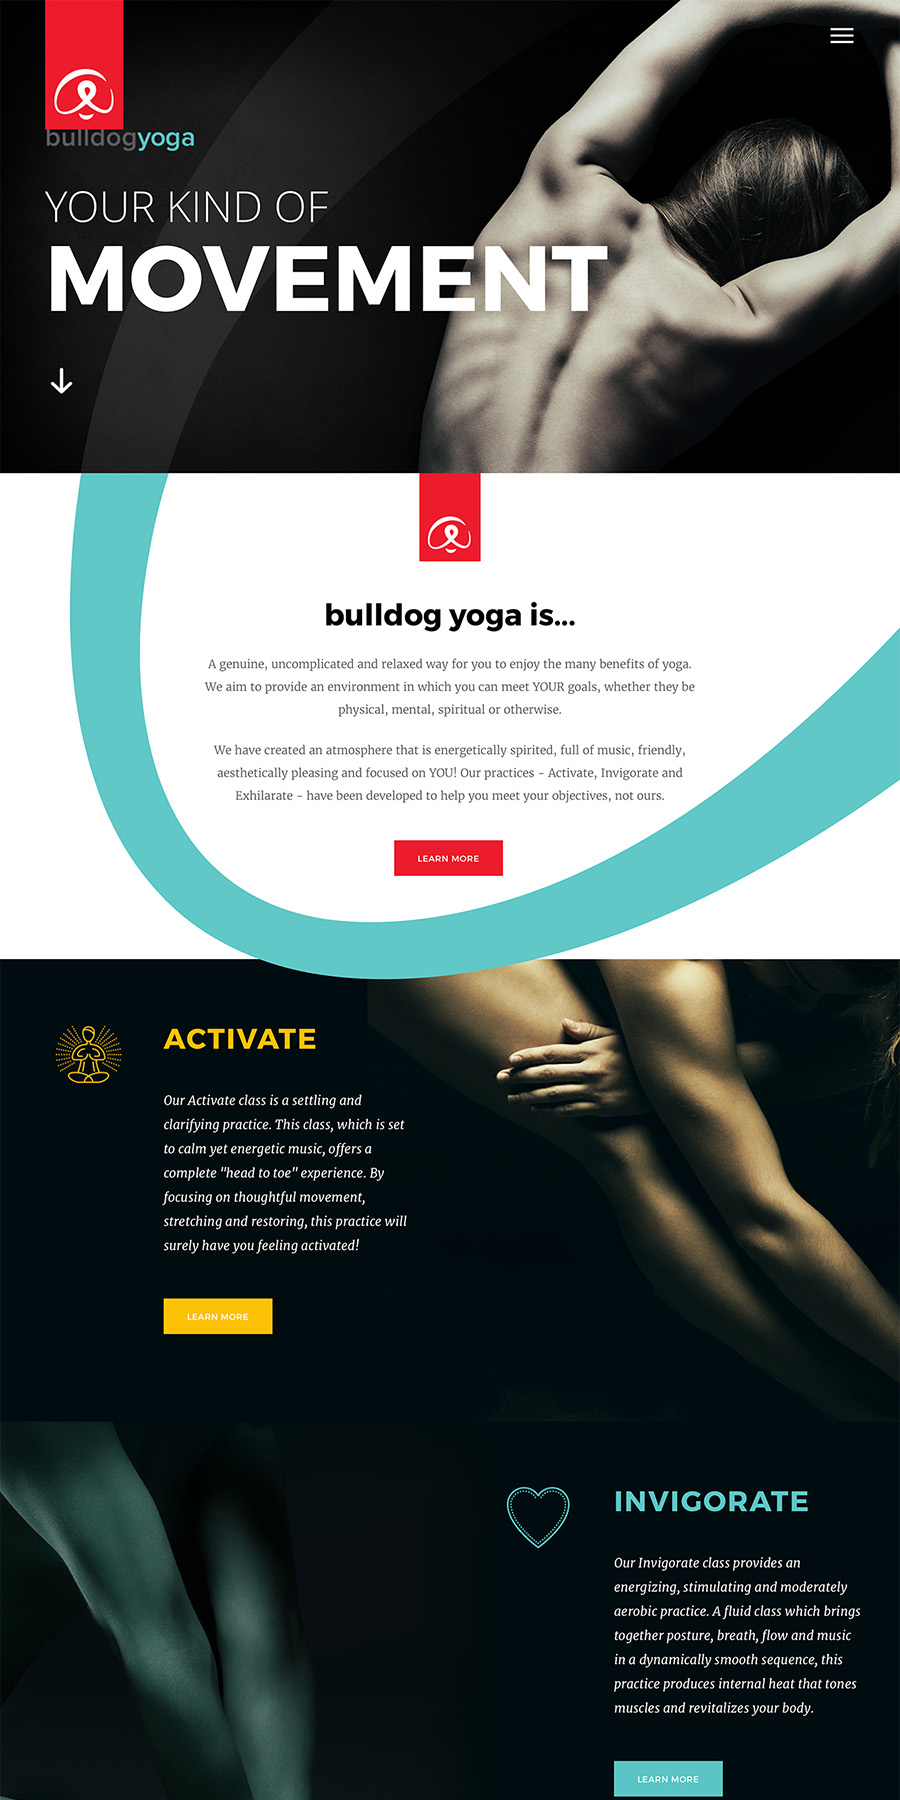 bulldogyoga
YOUR KIND OF
MOVEMENT
bulldog yoga is...
A genuine, uncomplicated and relaxed way for you to enjoy the many benefits of yoga.
We aim to provide an environment in which you can meet YOUR goals, whether they be
physical, mental, spiritual or otherwise.
We have created an atmosphere that is energetically spirited, full of music, friendly,
aesthetically pleasing and focused on YOU! Our practices - Activate, Invigorate and
Exhilarate - have been developed to help you meet your objectives, not ours.
LEARN MORE
ACTIVATE
Our Activate class is a settling and
clarifying practice. This class, which is set
to calm yet energetic music, offers a
complete "head to toe" experience. By
focusing on thoughtful movement,
stretching and restoring, this practice will
surely have you feeling activated!
LEARN MORE
INVIGORATE
Our Invigorate class provides an
energizing, stimulating and moderately
aerobic practice. A fluid class which brings
together posture, breath, flow and music
in a dynamically smooth sequence, this
practice produces internal heat that tones
muscles and revitalizes your body.
LEARN MORE